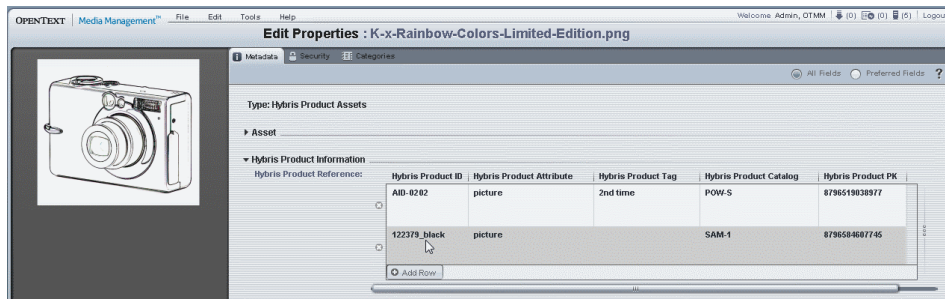 OPENTEXT | Media Management™ File Edit Tools Help Welcome Admin, OTMM (0) (0) (5) Logou
Edit Properties : K-x-Rainbow-Colors-Limited-Edition.png
Metadata Security Categories
All Fields Preferred Fields ?
Type: Hybris Product Assets
Asset
Hybris Product Information
Hybris Product Reference: Hybris Product ID Hybris Product Attribute Hybris Product Tag Hybris Product Catalog Hybris Product PK
AID-0202 picture 2nd time POW-S 8796519038977
122379_black picture SAM-1 8796584607745
Add Row